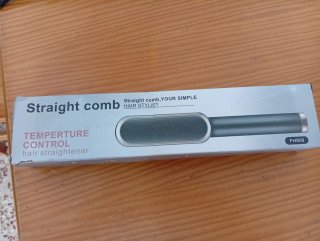 Straight comb
Straight comb,YOUR SIMPLE
HAIR STYLIST
TEMPERTURE
CONTROL
hair straightener